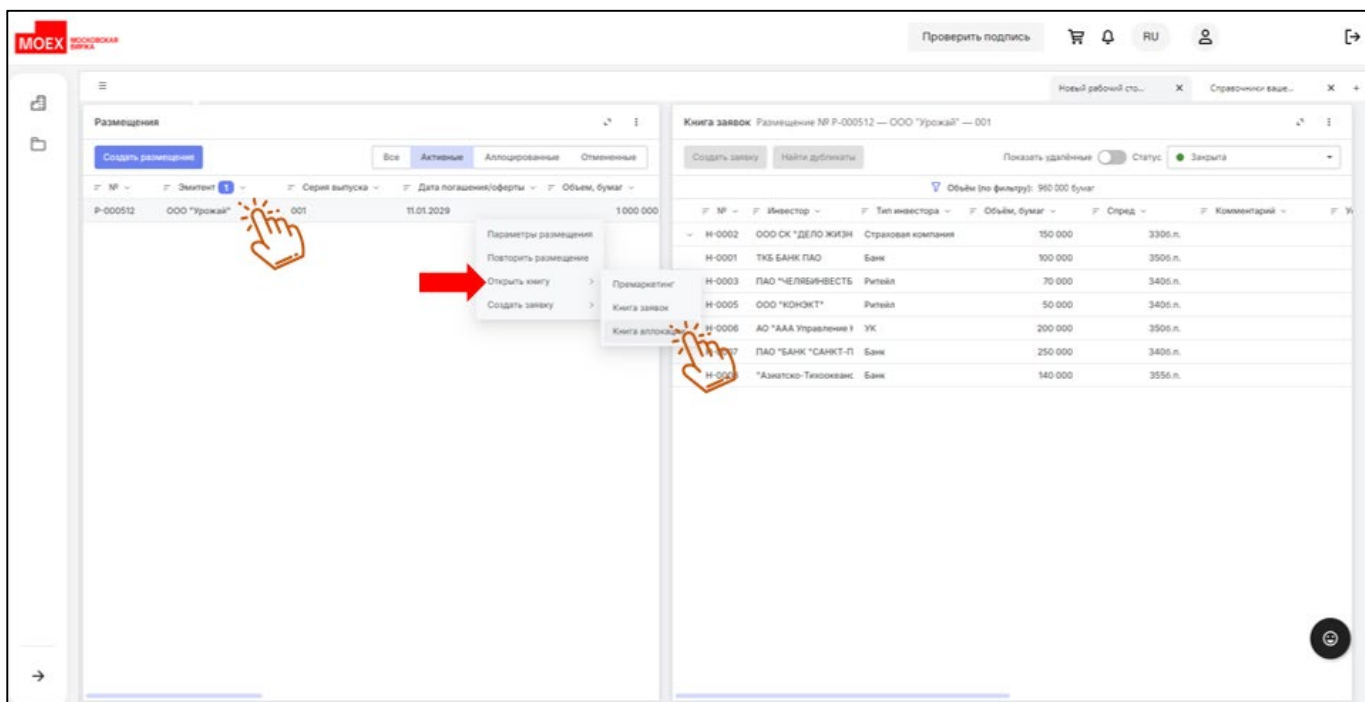 MOEX МОСКОВСКАЯ БИРЖА
Проверить подпись
RU
Новый рабочий сто... X
Справочники ваше... X +
Размещения
Создать размещение
Все Активные Аллоцированные Отмененные
№ Эмитент 1 Серия выпуска Дата погашения/оферты Объем, бумаг
P-000512 ООО "Урожай" 001 11.01.2029 1 000 000
Параметры размещения
Повторить размещение
Открыть книгу >
Создать заявку >
Премаркетинг
Книга заявок
Книга аллокации
Книга заявок Размещение № P-000512 — ООО "Урожай" — 001
Создать заявку Найти дубликаты Показать удалённые Статус Закрыта
Объём (по фильтру): 960 000 бумаг
№ Инвестор Тип инвестора Объём, бумаг Спред Комментарий
H-0002 ООО СК "ДЕЛО ЖИЗН Страховая компания 150 000 330б.п.
H-0001 ТКБ БАНК ПАО Банк 100 000 350б.п.
H-0003 ПАО "ЧЕЛЯБИНВЕСТБ Ритейл 70 000 340б.п.
H-0005 ООО "КОНЭКТ" Ритейл 50 000 340б.п.
H-0006 АО "ААА Управление УК 200 000 350б.п.
ПАО "БАНК "САНКТ-П Банк 250 000 340б.п.
"Азиатско-Тихоокеанс Банк 140 000 355б.п.